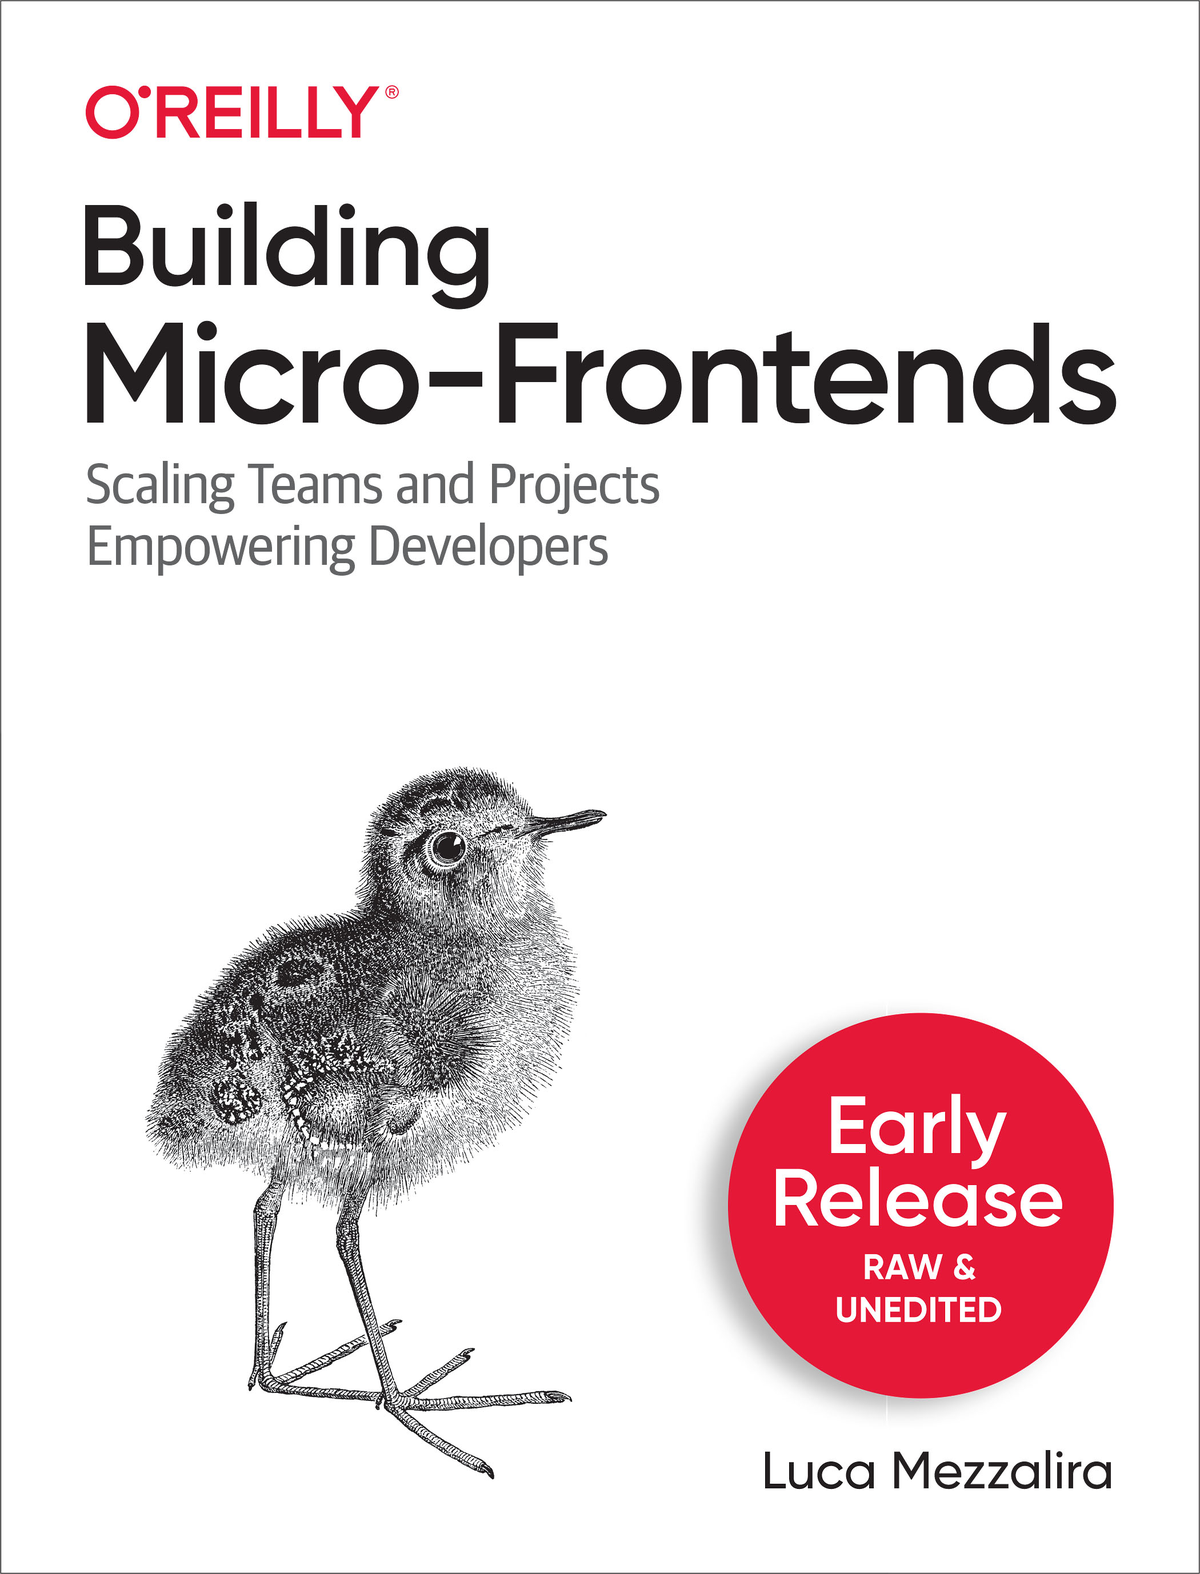 O'REILLY®
Building
Micro-Frontends
Scaling Teams and Projects
Empowering Developers
Early
Release
RAW &
UNEDITED
Luca Mezzalira